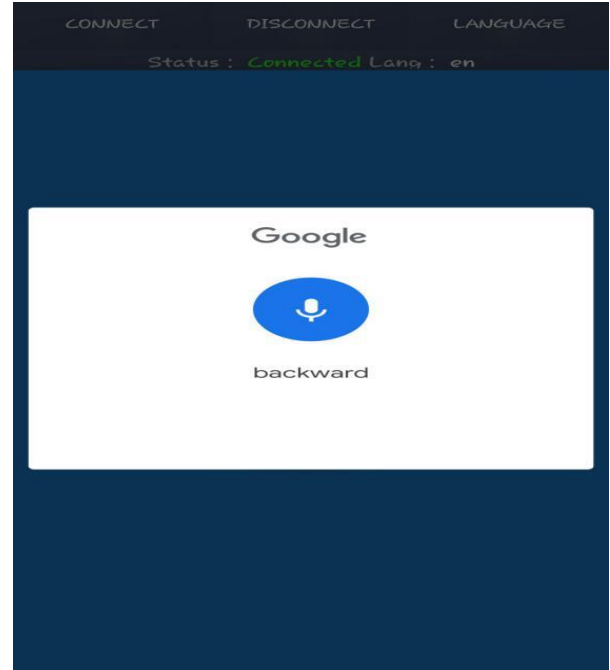 CONNECT DISCONNECT LANGUAGE
Status : Connected Lang : en
Google
backward